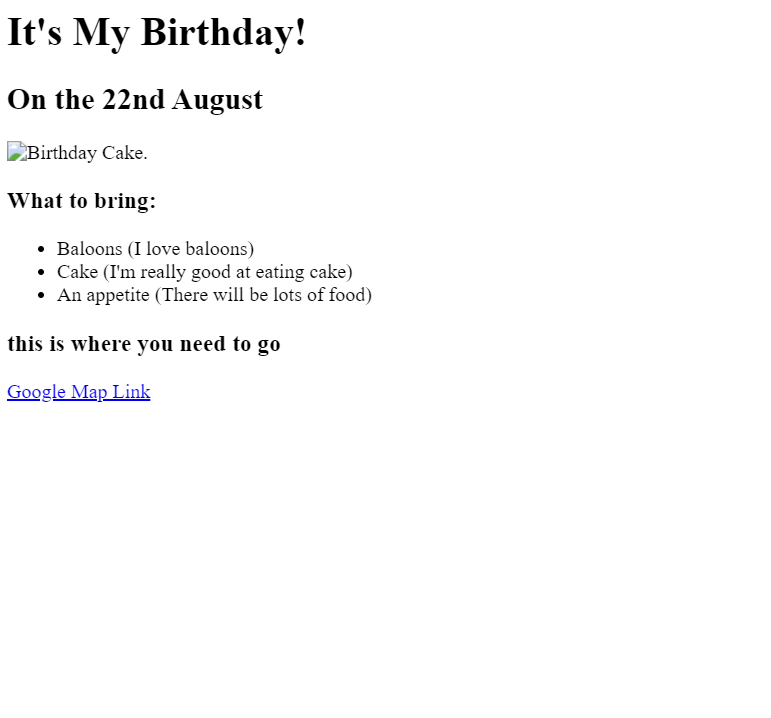 It's My Birthday!
On the 22nd August
Birthday Cake.
What to bring:
Baloons (I love baloons)
Cake (I'm really good at eating cake)
An appetite (There will be lots of food)
this is where you need to go
Google Map Link